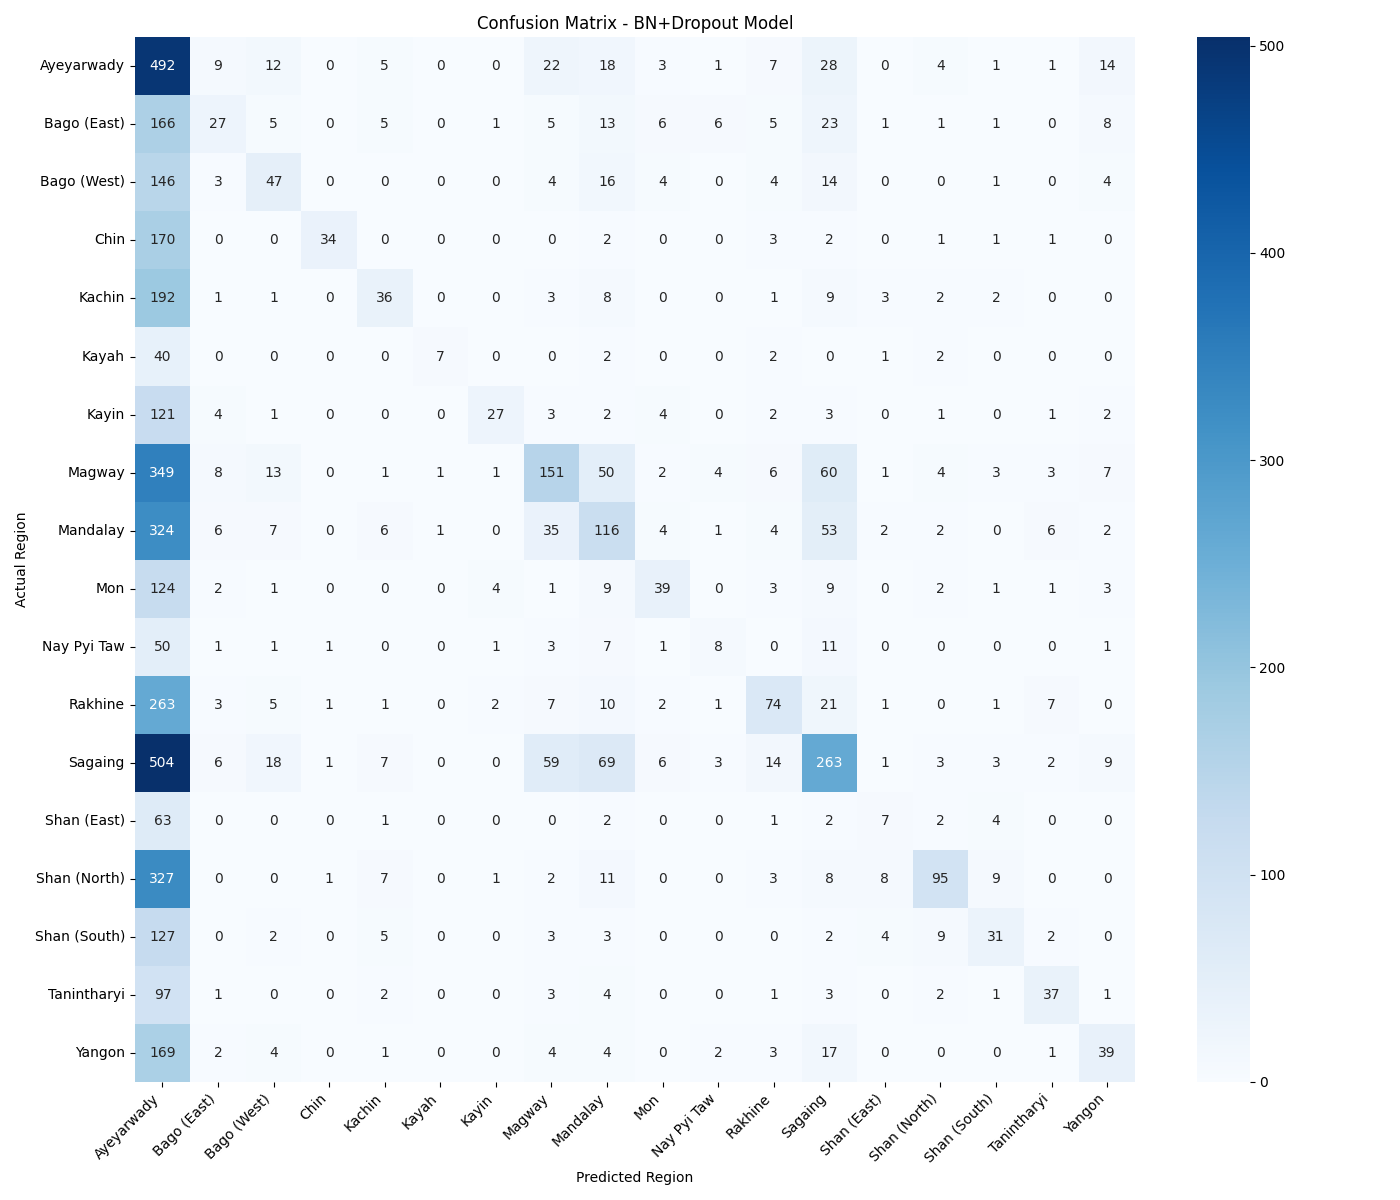 Confusion Matrix - BN+Dropout Model
Actual Region
Ayeyarwady 492 9 12 0 5 0 0 22 18 3 1 7 28 0 4 1 1 14
Bago (East) 166 27 5 0 5 0 1 5 13 6 6 5 23 1 1 1 0 8
Bago (West) 146 3 47 0 0 0 0 4 16 4 0 4 14 0 0 1 0 4
Chin 170 0 0 34 0 0 0 0 2 0 0 3 2 0 1 1 1 0
Kachin 192 1 1 0 36 0 0 3 8 0 0 1 9 3 2 2 0 0
Kayah 40 0 0 0 0 7 0 0 2 0 0 2 0 1 2 0 0 0
Kayin 121 4 1 0 0 0 27 3 2 4 0 2 3 0 1 0 1 2
Magway 349 8 13 0 1 1 1 151 50 2 4 6 60 1 4 3 3 7
Mandalay 324 6 7 0 6 1 0 35 116 4 1 4 53 2 2 0 6 2
Mon 124 2 1 0 0 0 4 1 9 39 0 3 9 0 2 1 1 3
Nay Pyi Taw 50 1 1 1 0 0 1 3 7 1 8 0 11 0 0 0 0 1
Rakhine 263 3 5 1 1 0 2 7 10 2 1 74 21 1 0 1 7 0
Sagaing 504 6 18 1 7 0 0 59 69 6 3 14 263 1 3 3 2 9
Shan (East) 63 0 0 0 1 0 0 0 2 0 0 1 2 7 2 4 0 0
Shan (North) 327 0 0 1 7 0 1 2 11 0 0 3 8 8 95 9 0 0
Shan (South) 127 0 2 0 5 0 0 3 3 0 0 0 2 4 9 31 2 0
Tanintharyi 97 1 0 0 2 0 0 3 4 0 0 1 3 0 2 1 37 1
Yangon 169 2 4 0 1 0 0 4 4 0 2 3 17 0 0 0 1 39
Ayeyarwady Bago (East) Bago (West) Chin Kachin Kayah Kayin Magway Mandalay Mon Nay Pyi Taw Rakhine Sagaing Shan (East) Shan (North) Shan (South) Tanintharyi Yangon
Predicted Region
500
400
300
200
100
0